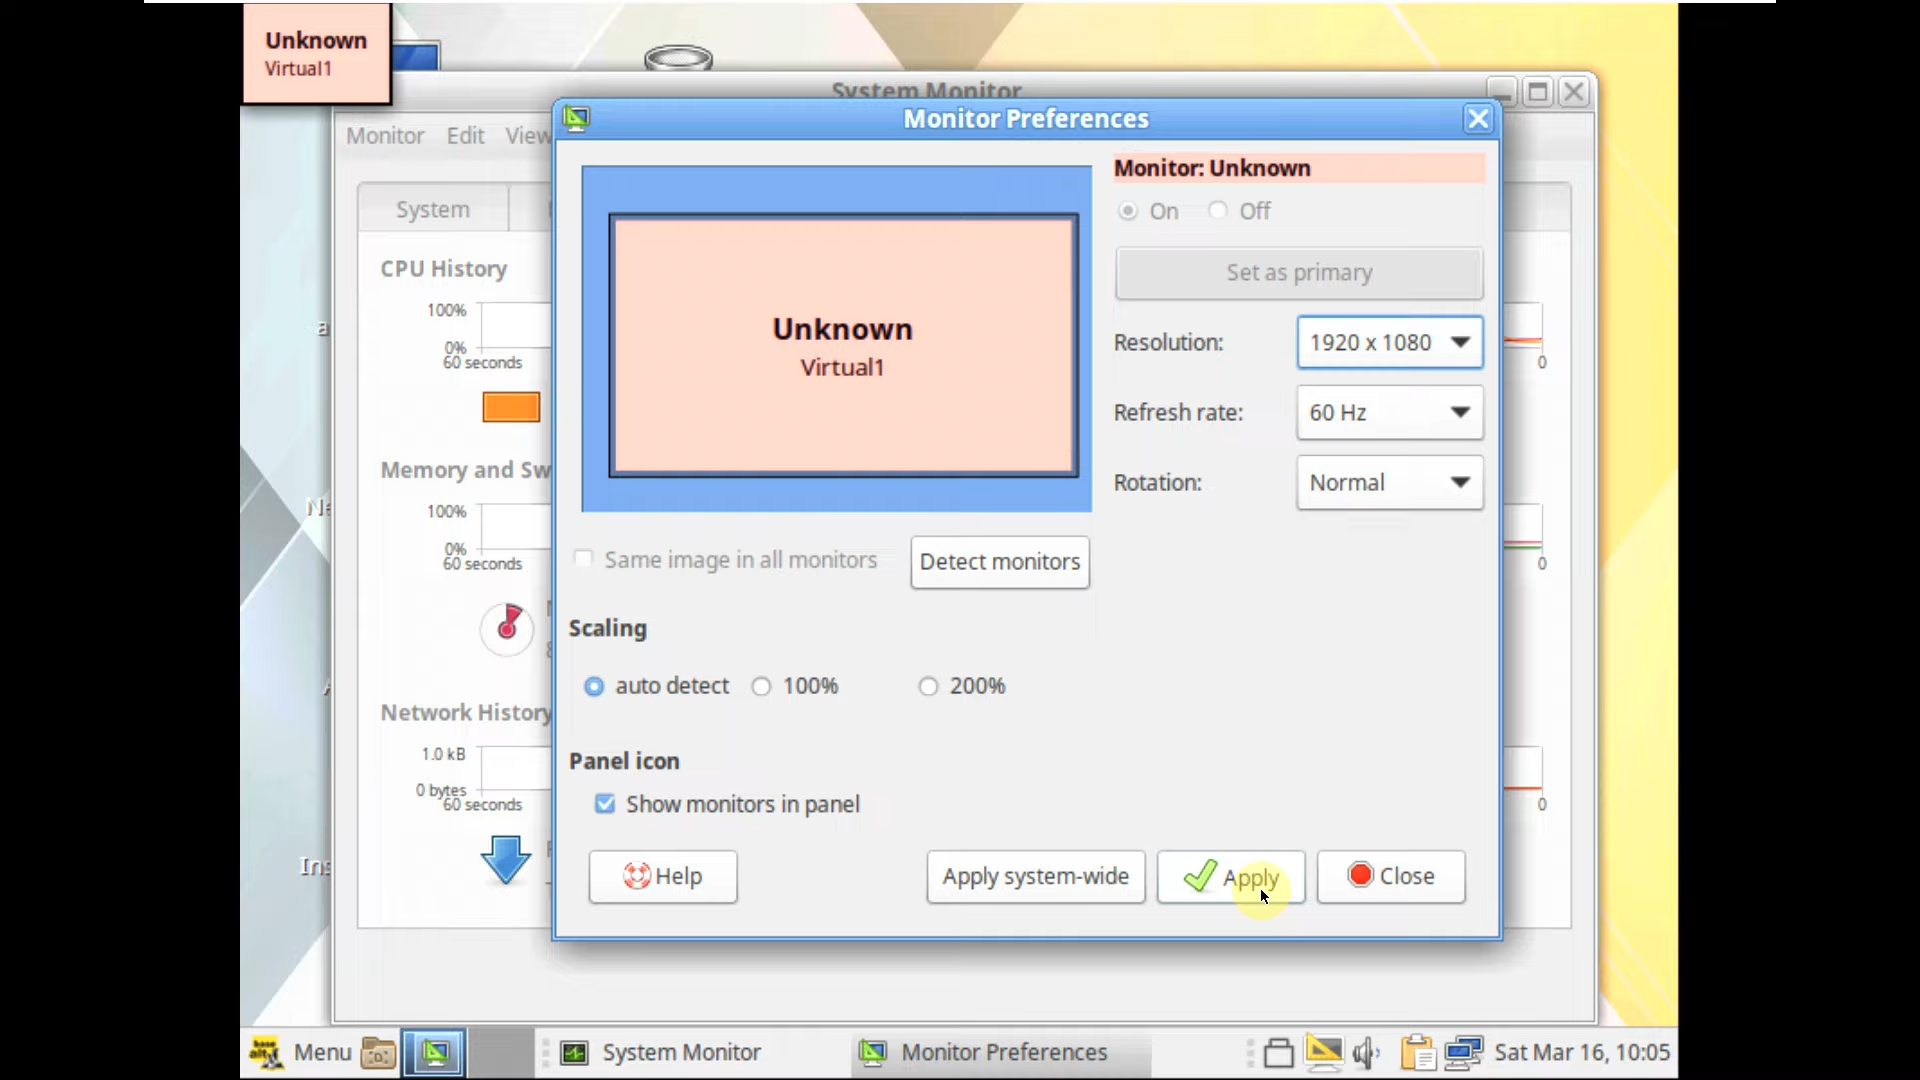 Unknown
Virtual1
System Monitor
Monitor Edit View
Monitor Preferences
System
CPU History
100%
0%
60 seconds
0
Memory and Sw
100%
0%
60 seconds
0
Network History
1.0 kB
0 bytes
60 seconds
0
Unknown
Virtual1
Monitor: Unknown
On Off
Set as primary
Resolution: 1920 x 1080
Refresh rate: 60 Hz
Rotation: Normal
Same image in all monitors
Detect monitors
Scaling
auto detect 100% 200%
Panel icon
Show monitors in panel
Help Apply system-wide Apply Close
Ins
base
alt
Menu
System Monitor
Monitor Preferences
Sat Mar 16, 10:05